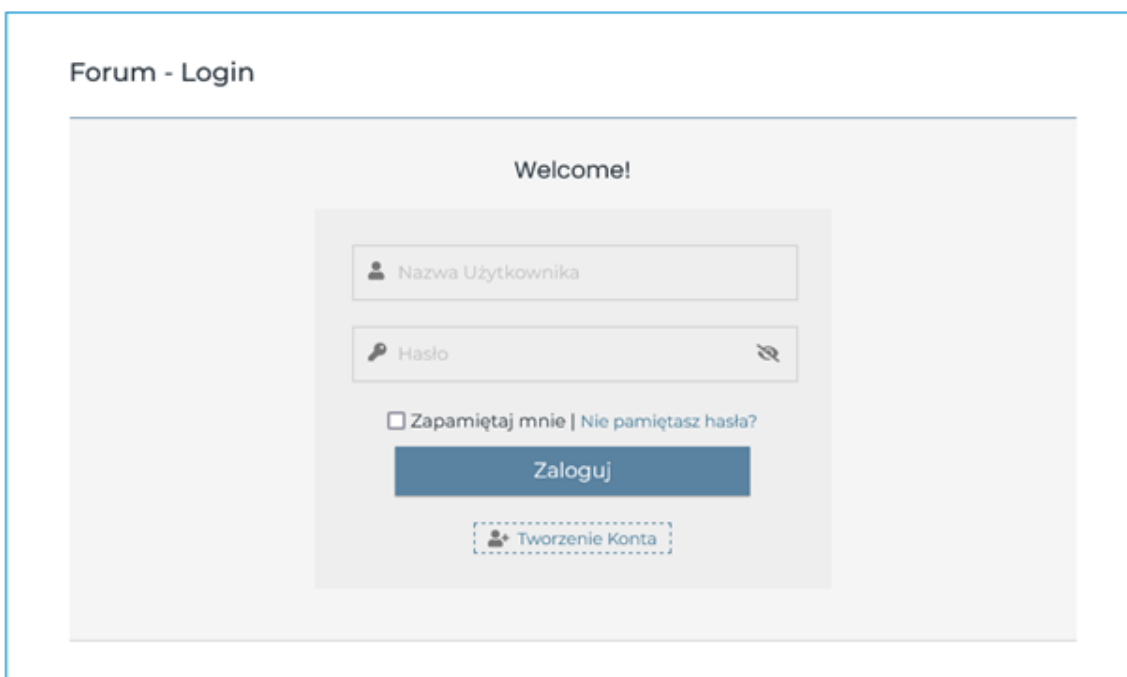 Forum - Login
Welcome!
Nazwa Użytkownika
Hasło
Zapamiętaj mnie | Nie pamiętasz hasła?
Zaloguj
Tworzenie Konta